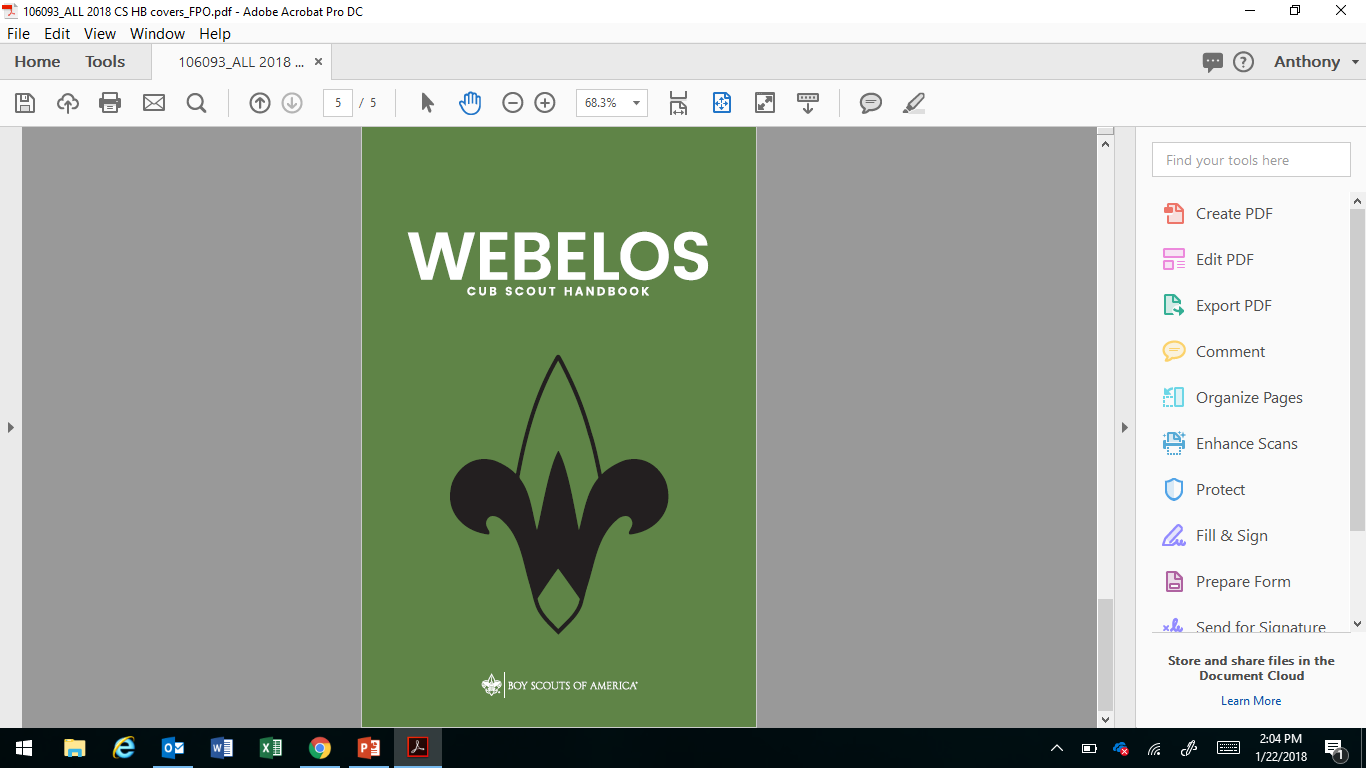 106093_ALL 2018 CS HB covers_FPO.pdf - Adobe Acrobat Pro DC
File Edit View Window Help
Home Tools 106093_ALL 2018 ... × Anthony
5 / 5 68.3%
Find your tools here
Create PDF
Edit PDF
Export PDF
Comment
Organize Pages
Enhance Scans
Protect
Fill & Sign
Prepare Form
Send for Signature
Store and share files in the
Document Cloud
Learn More
WEBELOS
CUB SCOUT HANDBOOK
BOY SCOUTS OF AMERICA®
2:04 PM
1/22/2018
1